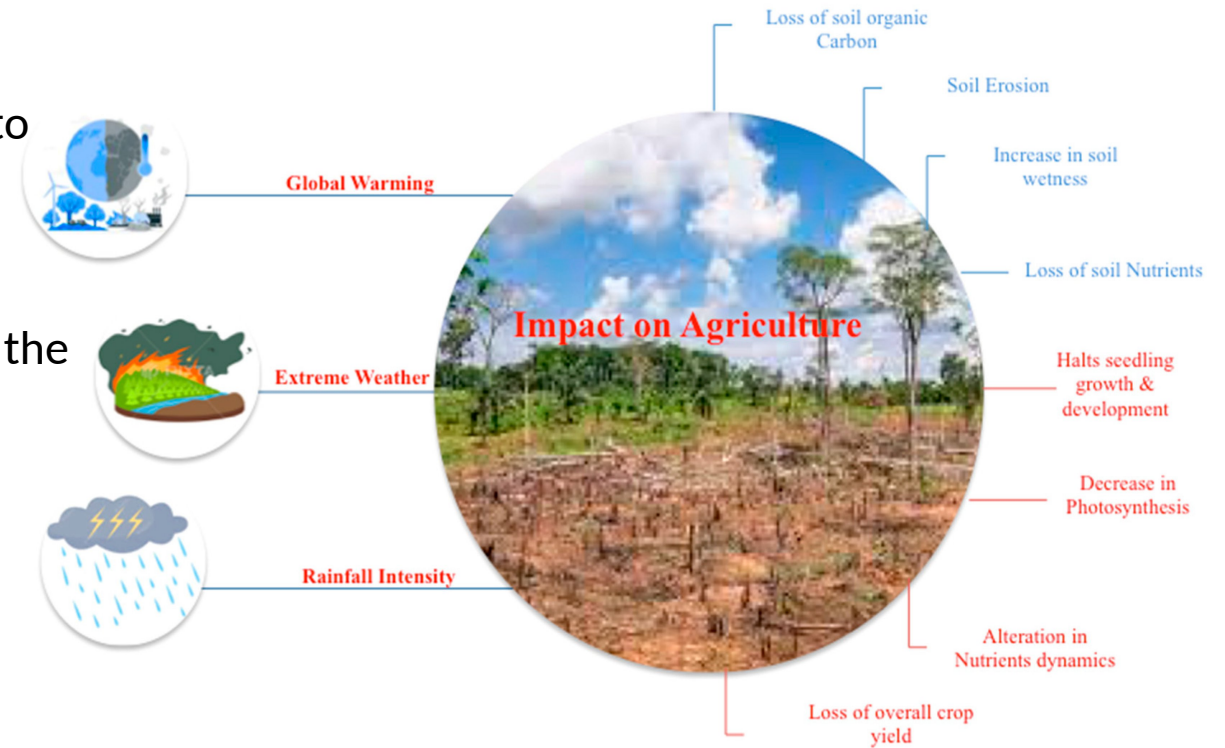 to
the
Global Warming
Extreme Weather
Rainfall Intensity
Impact on Agriculture
Loss of soil organic
Carbon
Soil Erosion
Increase in soil
wetness
Loss of soil Nutrients
Halts seedling
growth &
development
Decrease in
Photosynthesis
Alteration in
Nutrients dynamics
Loss of overall crop
yield